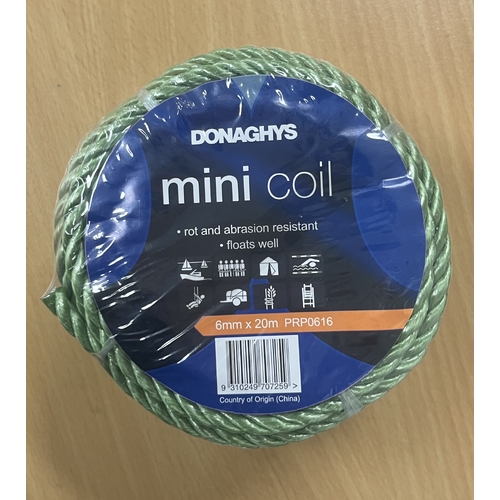 DONAGHYS
mini coil
• rot and abrasion resistant
• floats well
6mm x 20m PRP0616
9 310249 707259 >
Country of Origin (China)